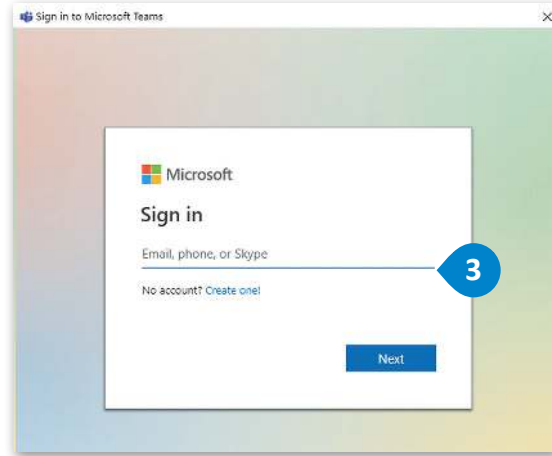 Sign in to Microsoft Teams
Microsoft
Sign in
Email, phone, or Skype
3
No account? Create one!
Next